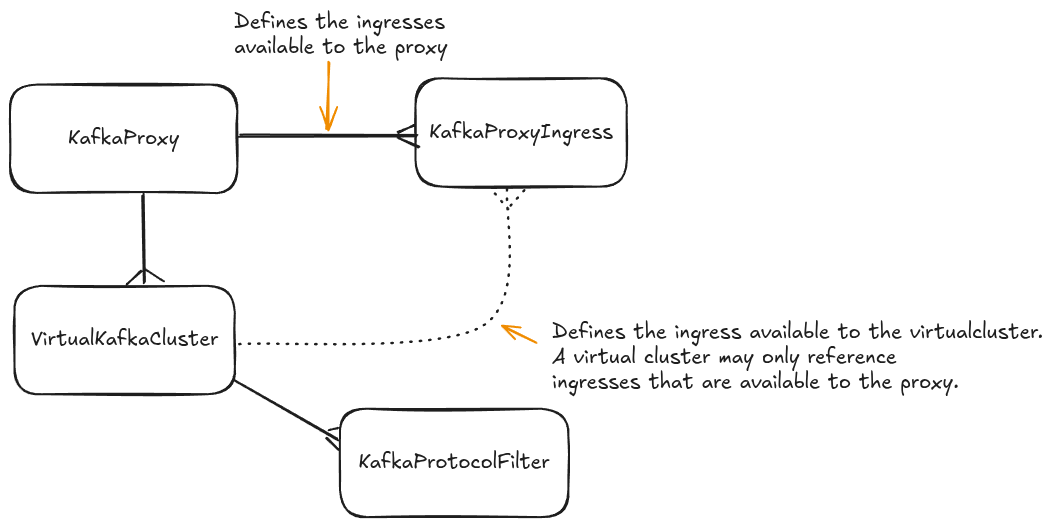 Defines the ingresses
available to the proxy
KafkaProxy
KafkaProxyIngress
VirtualKafkaCluster
Defines the ingress available to the virtualcluster.
A virtual cluster may only reference
ingresses that are available to the proxy.
KafkaProtocolFilter